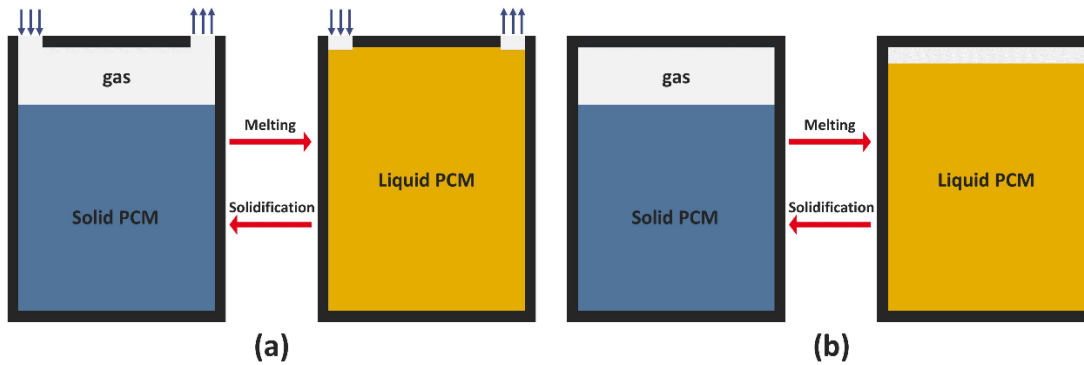 gas
Solid PCM
Melting
Solidification
Liquid PCM
(a)
gas
Solid PCM
Melting
Solidification
Liquid PCM
(b)